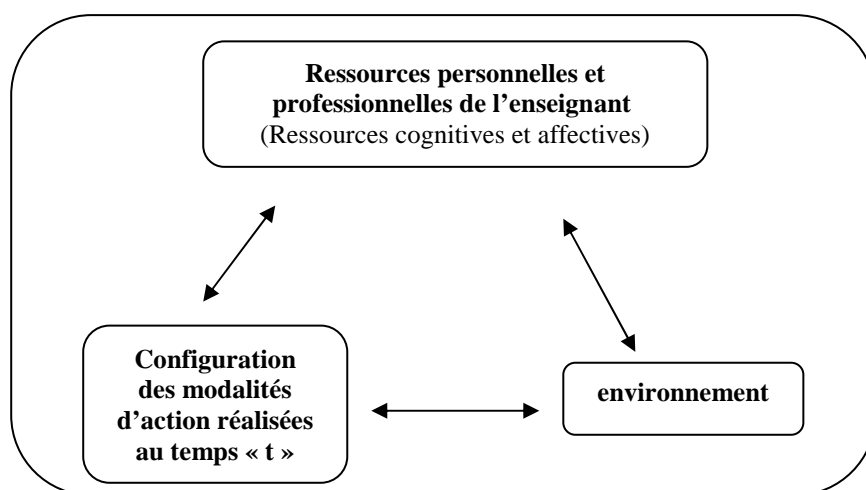 Ressources personnelles et
professionnelles de l’enseignant
(Ressources cognitives et affectives)
Configuration
des modalités
d’action réalisées
au temps « t »
environnement